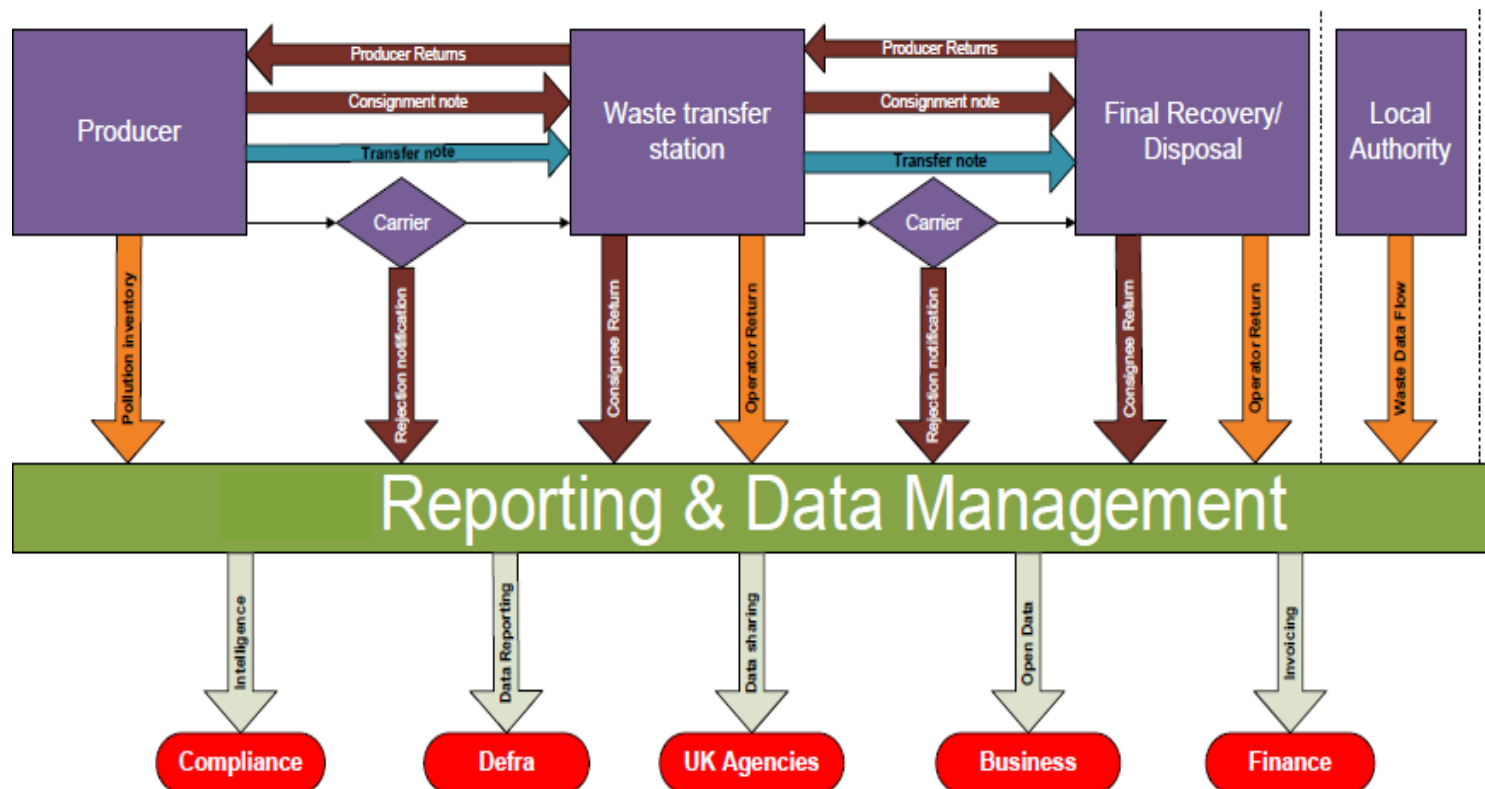 Producer Returns
Producer Returns
Consignment note
Consignment note
Producer
Waste transfer
station
Final Recovery/
Disposal
Local
Authority
Transfer note
Transfer note
Carrier
Carrier
Pollution inventory
Rejection notification
Consignee Return
Operator Return
Rejection notification
Consignee Return
Operator Return
Waste Data Flow
Reporting & Data Management
Intelligence
Data Reporting
Data sharing
Open Data
Invoicing
Compliance
Defra
UK Agencies
Business
Finance